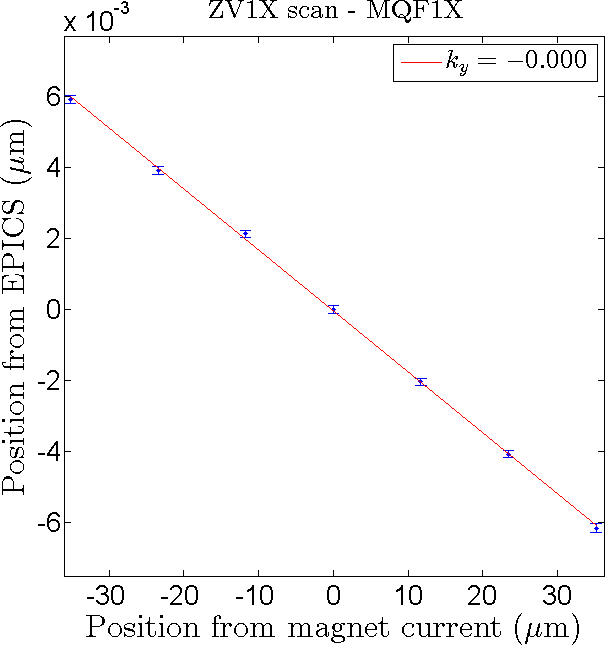 ZV1X scan - MQF1X
x 10⁻³
k_y = −0.000
6
4
2
0
-2
-4
-6
Position from EPICS (μm)
-30 -20 -10 0 10 20 30
Position from magnet current (μm)